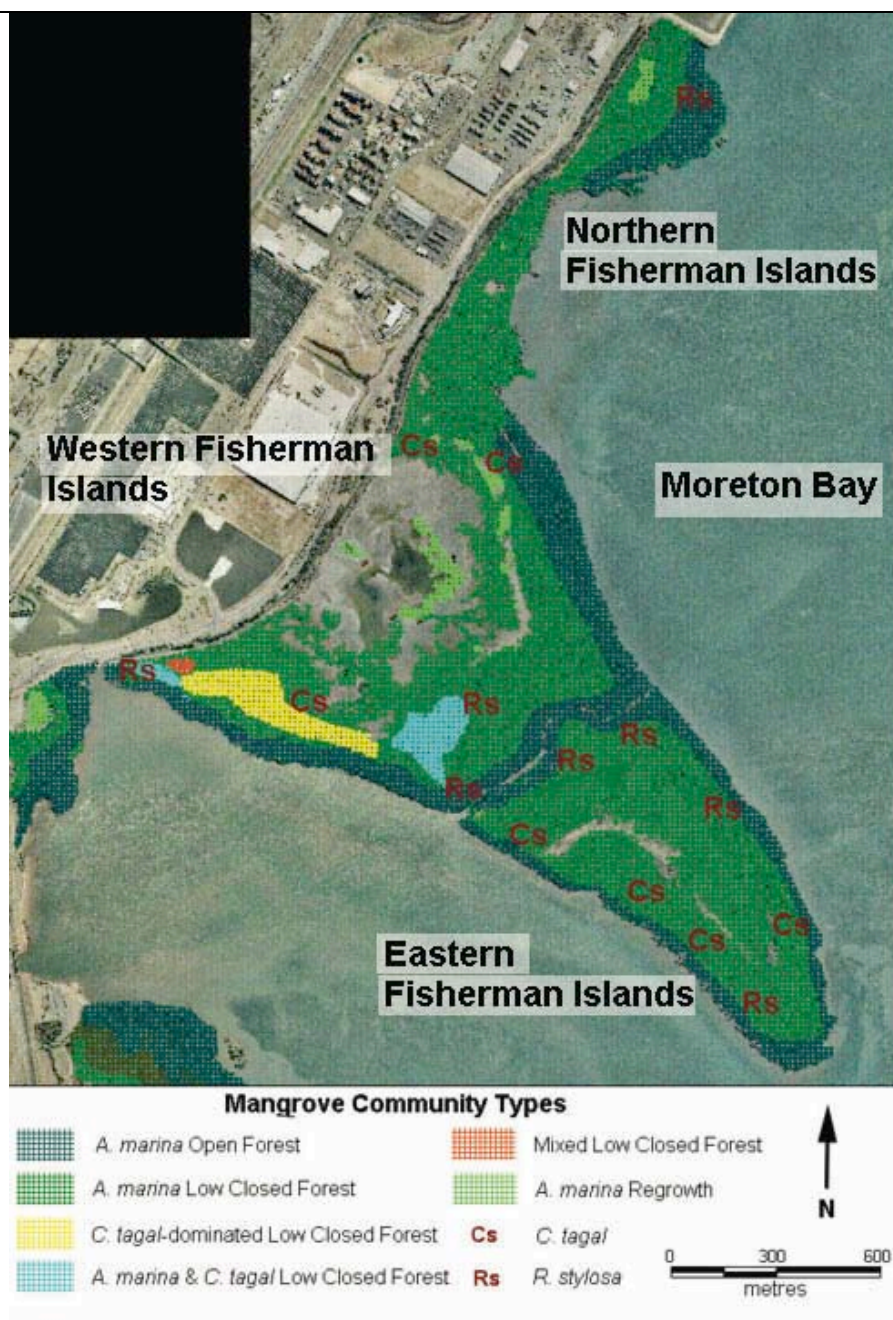 Rs
Northern
Fisherman Islands
Western Fisherman
Islands
Cs
Cs
Moreton Bay
Rs
Cs
Rs
Rs
Rs
Rs
Rs
Cs
Cs
Cs
Cs
Eastern
Fisherman Islands
Rs
Mangrove Community Types
A. marina Open Forest
Mixed Low Closed Forest
A. marina Low Closed Forest
A. marina Regrowth
N
C. tagal-dominated Low Closed Forest
Cs C. tagal
A. marina & C. tagal Low Closed Forest
Rs R. stylosa
0 300 600
metres